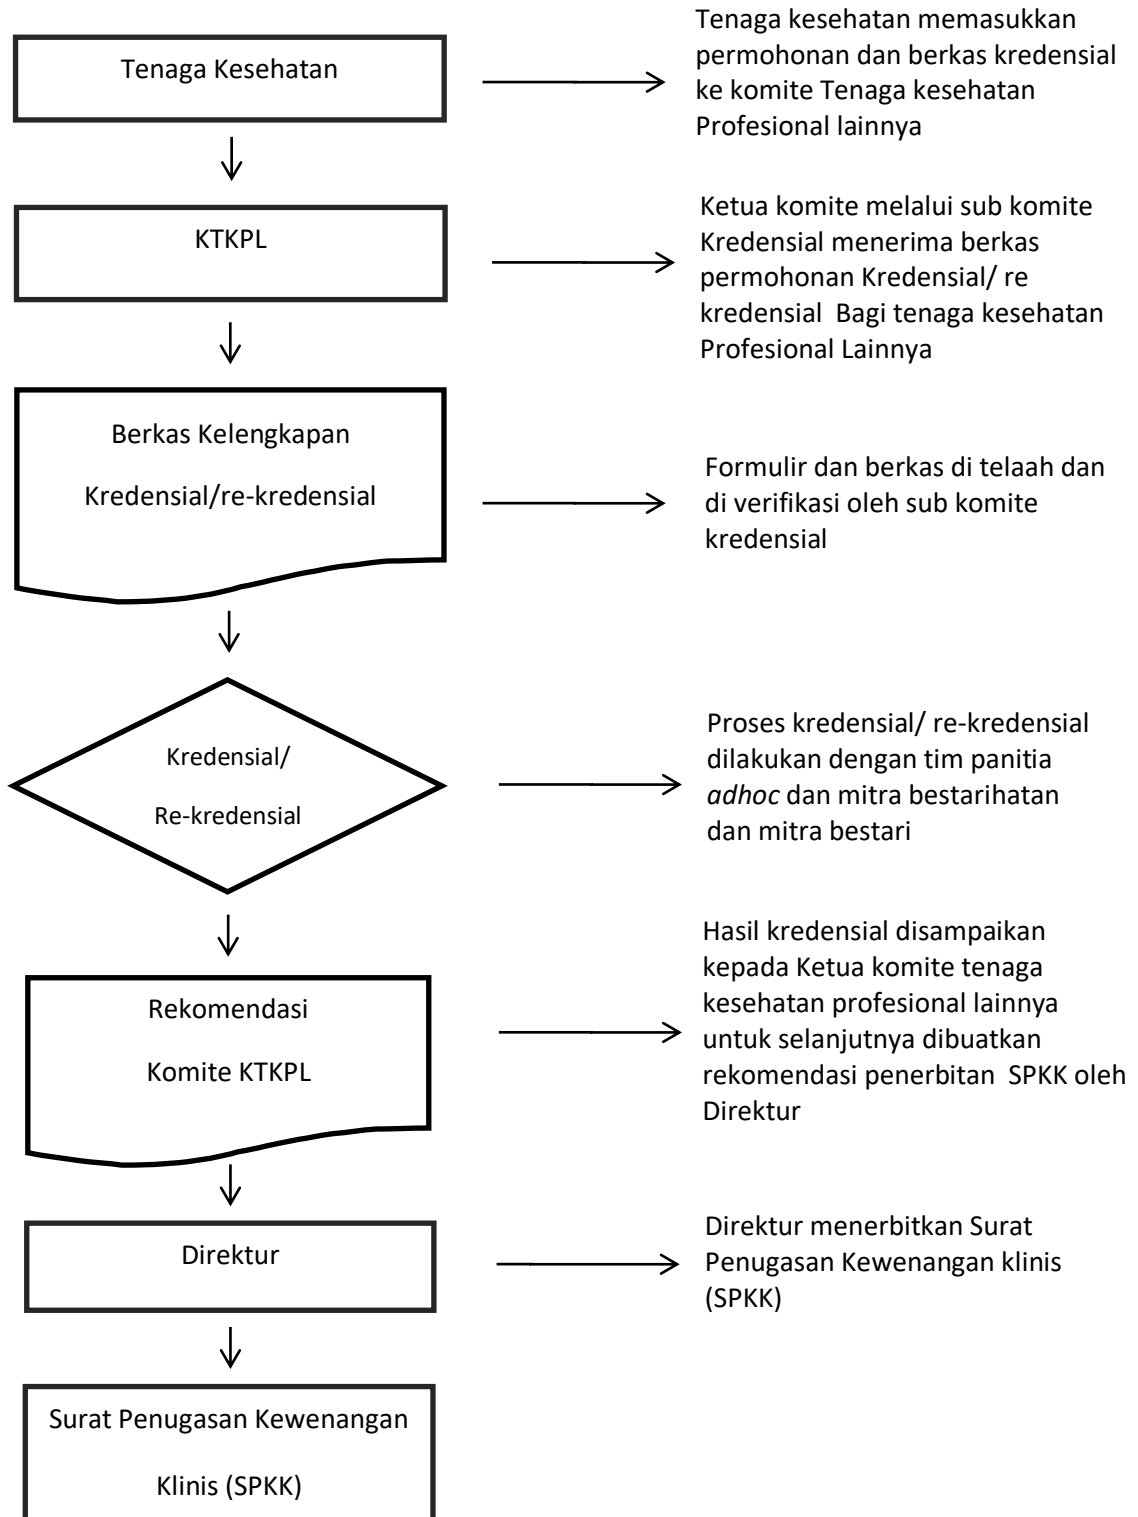 Tenaga Kesehatan
Tenaga kesehatan memasukkan
permohonan dan berkas kredensial
ke komite Tenaga kesehatan
Profesional lainnya
KTKPL
Ketua komite melalui sub komite
Kredensial menerima berkas
permohonan Kredensial/ re
kredensial Bagi tenaga kesehatan
Profesional Lainnya
Berkas Kelengkapan
Kredensial/re-kredensial
Formulir dan berkas di telaah dan
di verifikasi oleh sub komite
kredensial
Kredensial/
Re-kredensial
Proses kredensial/ re-kredensial
dilakukan dengan tim panitia
adhoc dan mitra bestarihatan
dan mitra bestari
Rekomendasi
Komite KTKPL
Hasil kredensial disampaikan
kepada Ketua komite tenaga
kesehatan profesional lainnya
untuk selanjutnya dibuatkan
rekomendasi penerbitan SPKK oleh
Direktur
Direktur
Direktur menerbitkan Surat
Penugasan Kewenangan klinis
(SPKK)
Surat Penugasan Kewenangan
Klinis (SPKK)